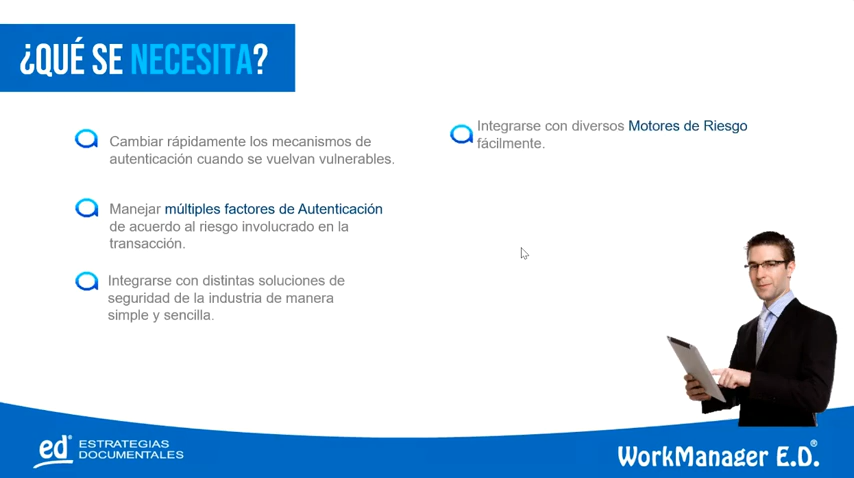 ¿QUÉ SE NECESITA?
Cambiar rápidamente los mecanismos de
autenticación cuando se vuelvan vulnerables.
Manejar múltiples factores de Autenticación
de acuerdo al riesgo involucrado en la
transacción.
Integrarse con distintas soluciones de
seguridad de la industria de manera
simple y sencilla.
Integrarse con diversos Motores de Riesgo
fácilmente.
ed® ESTRATEGIAS
DOCUMENTALES
WorkManager E.D.®